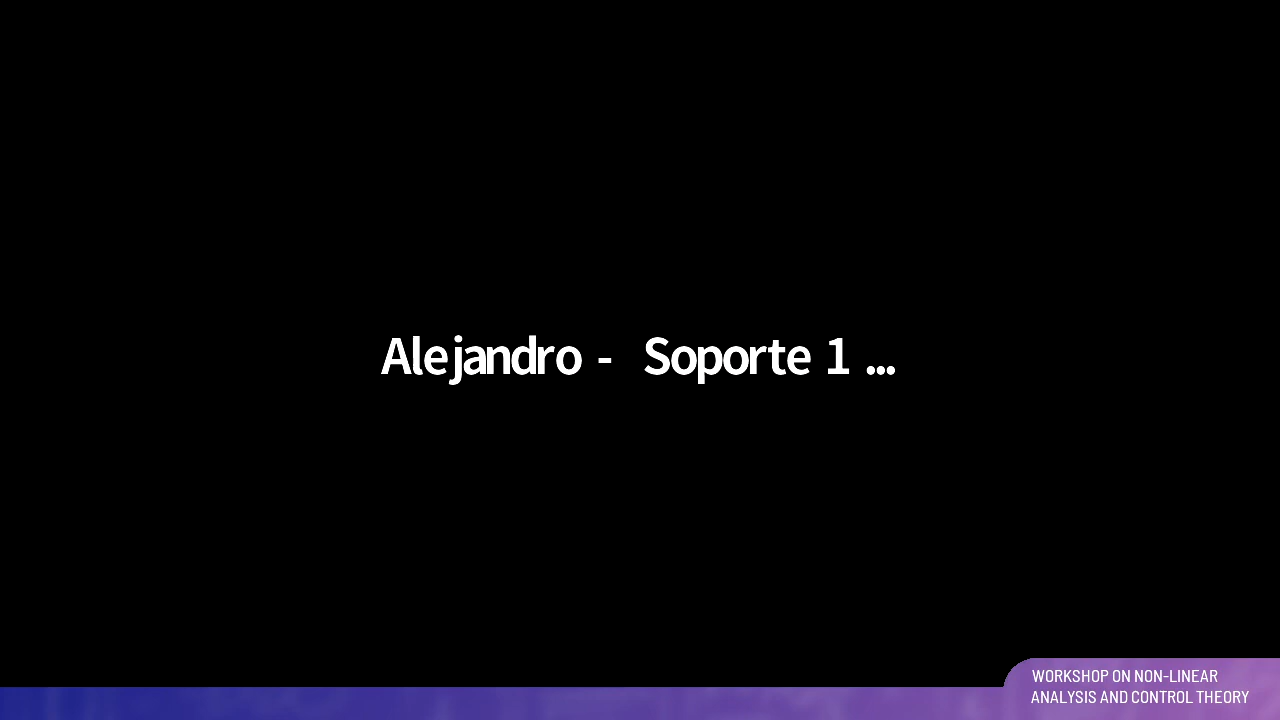 Alejandro - Soporte 1 ...
WORKSHOP ON NON-LINEAR
ANALYSIS AND CONTROL THEORY